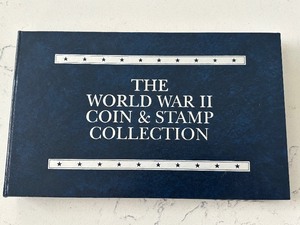 THE
WORLD WAR II
COIN & STAMP
COLLECTION